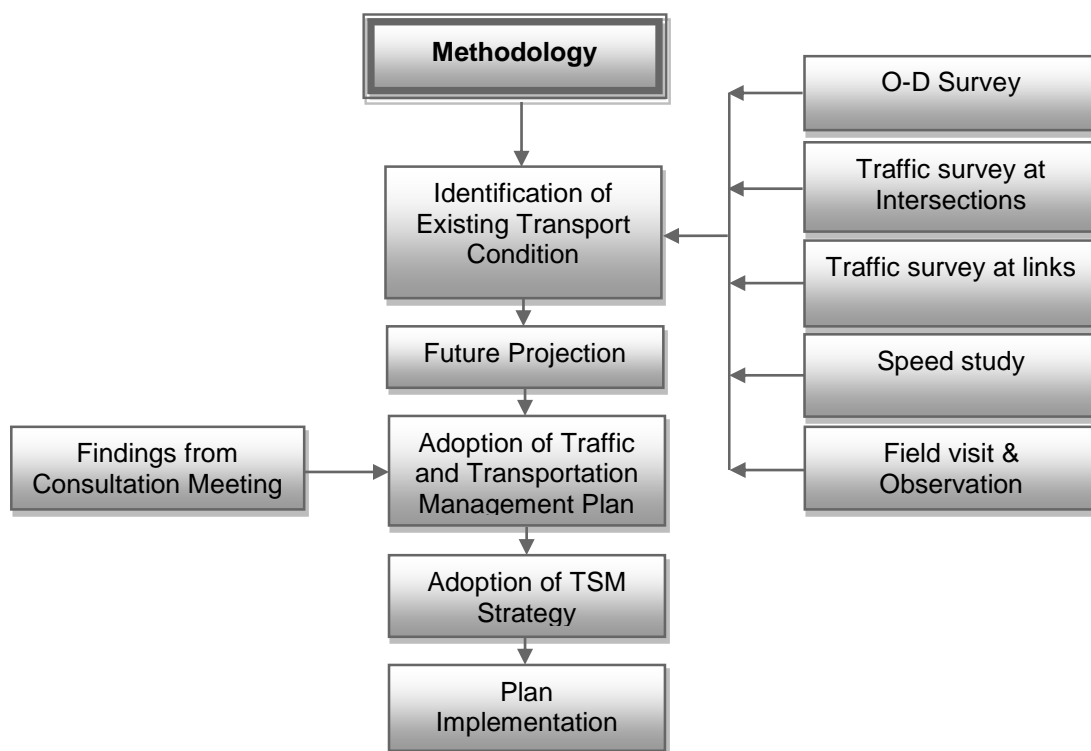 Methodology
O-D Survey
Traffic survey at
Intersections
Identification of
Existing Transport
Condition
Traffic survey at links
Future Projection
Speed study
Findings from
Consultation Meeting
Adoption of Traffic
and Transportation
Management Plan
Field visit &
Observation
Adoption of TSM
Strategy
Plan
Implementation